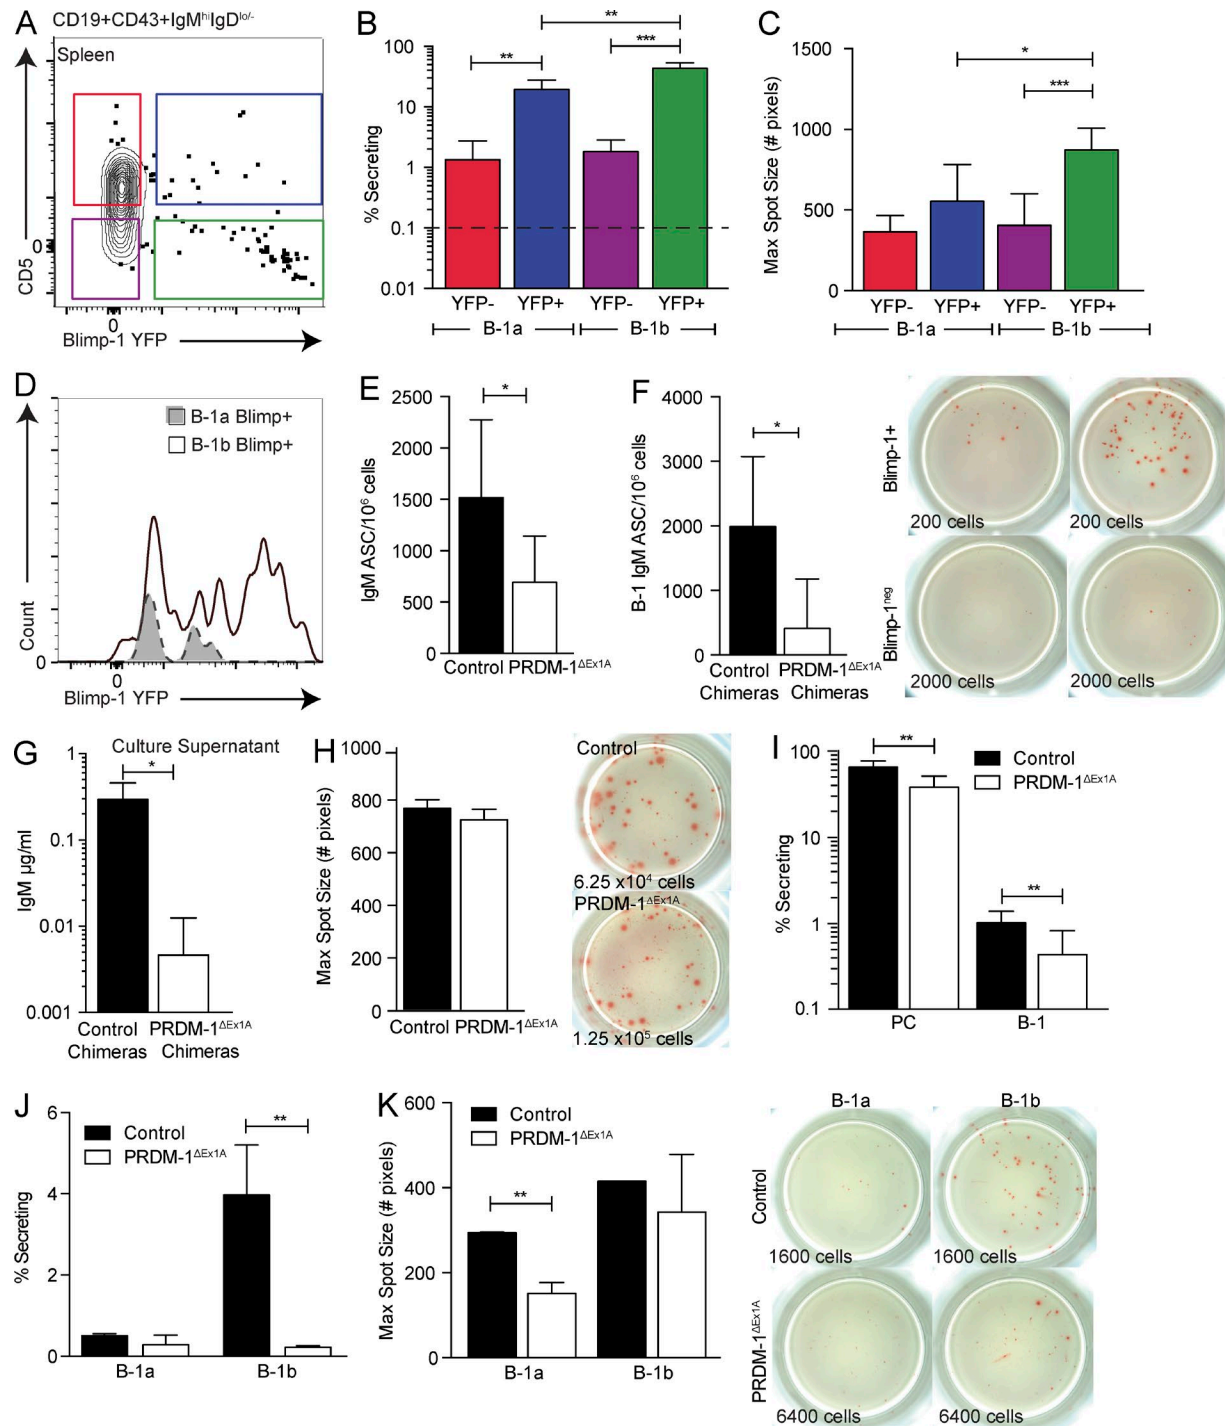 A
CD19+CD43+IgM^hi IgD^lo/-
Spleen
CD5
0
0
Blimp-1 YFP
B
**
***
**
% Secreting
100
10
1
0.1
0.01
YFP- YFP+ YFP- YFP+
B-1a B-1b
C
*
***
Max Spot Size (# pixels)
1500
1000
500
0
YFP- YFP+ YFP- YFP+
B-1a B-1b
D
B-1a Blimp+
B-1b Blimp+
Count
0
0
Blimp-1 YFP
E
*
IgM ASC/10^6 cells
2500
2000
1500
1000
500
0
Control PRDM-1^ΔEx1A
F
*
B-1 IgM ASC/10^6 cells
4000
3000
2000
1000
0
Control PRDM-1^ΔEx1A
Chimeras Chimeras
Blimp-1+
200 cells
200 cells
Blimp-1^neg
2000 cells
2000 cells
G
Culture Supernatant
*
IgM µg/ml
1
0.1
0.01
0.001
Control PRDM-1^ΔEx1A
Chimeras Chimeras
H
Max Spot Size (# pixels)
1000
800
600
400
200
0
Control PRDM-1^ΔEx1A
Control
6.25 x10^4 cells
PRDM-1^ΔEx1A
1.25 x10^5 cells
I
**
Control
PRDM-1^ΔEx1A
**
% Secreting
100
10
1
0.1
PC B-1
J
Control
PRDM-1^ΔEx1A
**
% Secreting
6
4
2
0
B-1a B-1b
K
Control
PRDM-1^ΔEx1A
**
Max Spot Size (# pixels)
600
400
200
0
B-1a B-1b
B-1a B-1b
Control
1600 cells
1600 cells
PRDM-1^ΔEx1A
6400 cells
6400 cells